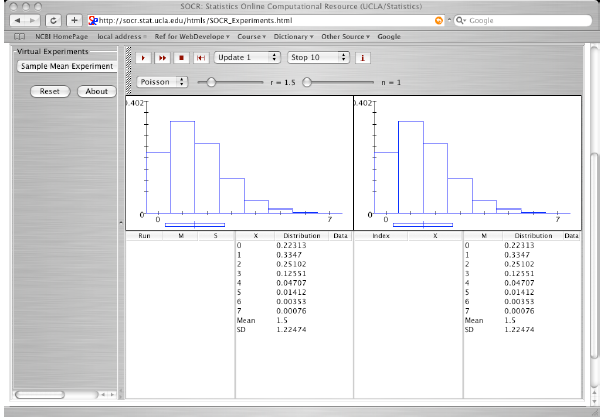 SOCR: Statistics Online Computational Resource (UCLA/Statistics)
http://socr.stat.ucla.edu/htmls/SOCR_Experiments.html
Google
NCBI HomePage local address Ref for WebDevelope Course Dictionary Other Source Google
Virtual Experiments
Sample Mean Experiment
Reset About
Update 1 Stop 10 i
Poisson r = 1.5 n = 1
0.402 0.402
0 0
0 7 0 7
Run M S X Distribution Data Index X M Distribution Data
0 0.22313 0 0.22313
1 0.3347 1 0.3347
2 0.25102 2 0.25102
3 0.12551 3 0.12551
4 0.04707 4 0.04707
5 0.01412 5 0.01412
6 0.00353 6 0.00353
7 0.00076 7 0.00076
Mean 1.5 Mean 1.5
SD 1.22474 SD 1.22474